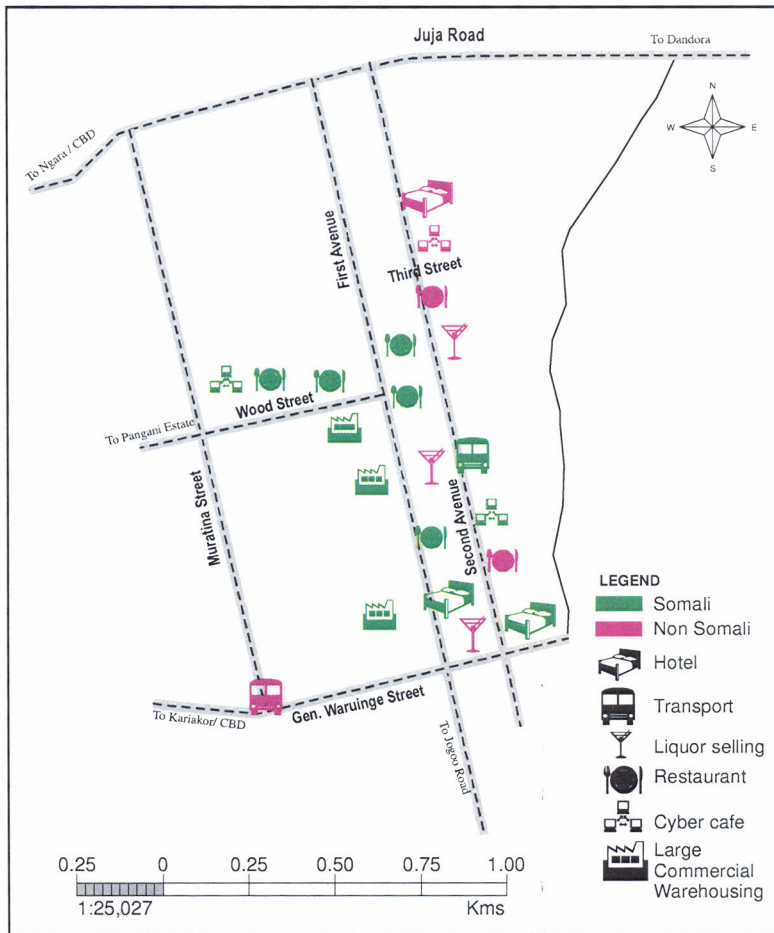 Juja Road
To Dandora
N
W E
S
To Ngara / CBD
First Avenue
Third Street
Wood Street
To Pangani Estate
Muratina Street
Second Avenue
Gen. Waruinge Street
To Kariakor/ CBD
To Jogoo Road
LEGEND
Somali
Non Somali
Hotel
Transport
Liquor selling
Restaurant
Cyber cafe
Large
Commercial
Warehousing
0.25 0 0.25 0.50 0.75 1.00
1:25,027 Kms